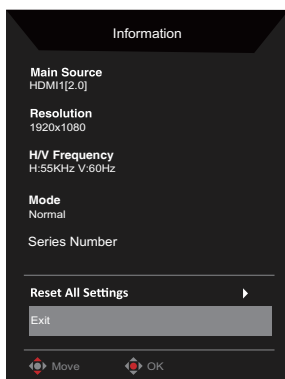 Information
Main Source
HDMI1[2.0]
Resolution
1920x1080
H/V Frequency
H:55KHz V:60Hz
Mode
Normal
Series Number
Reset All Settings
Exit
Move OK